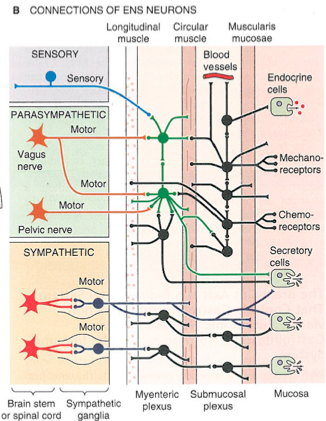 B CONNECTIONS OF ENS NEURONS
Longitudinal
muscle
Circular
muscle
Muscularis
mucosae
SENSORY
Sensory
Blood
vessels
Endocrine
cells
PARASYMPATHETIC
Motor
Vagus
nerve
Mechano-
receptors
Motor
Motor
Pelvic nerve
Chemo-
receptors
SYMPATHETIC
Secretory
cells
Motor
Motor
Brain stem
or spinal cord
Sympathetic
ganglia
Myenteric
plexus
Submucosal
plexus
Mucosa